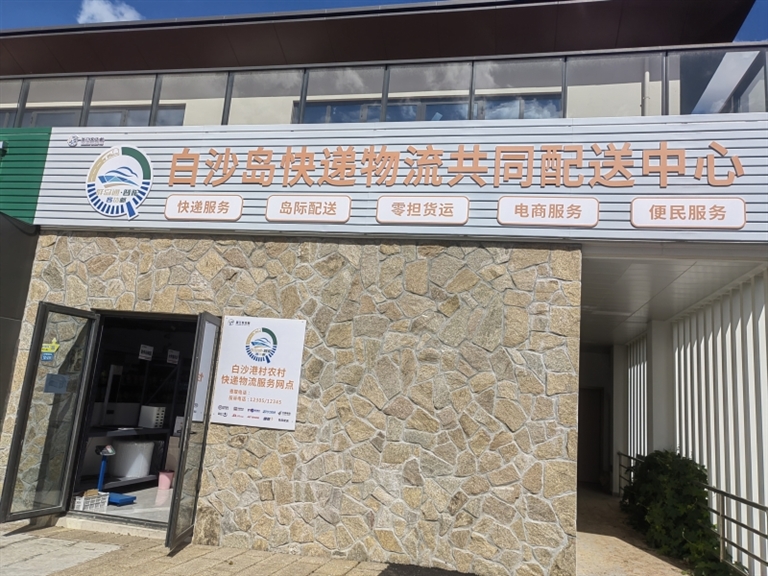 白沙岛快递物流共同配送中心
快递服务
岛际配送
零担货运
电商服务
便民服务
白沙港村农村
快递物流服务网点